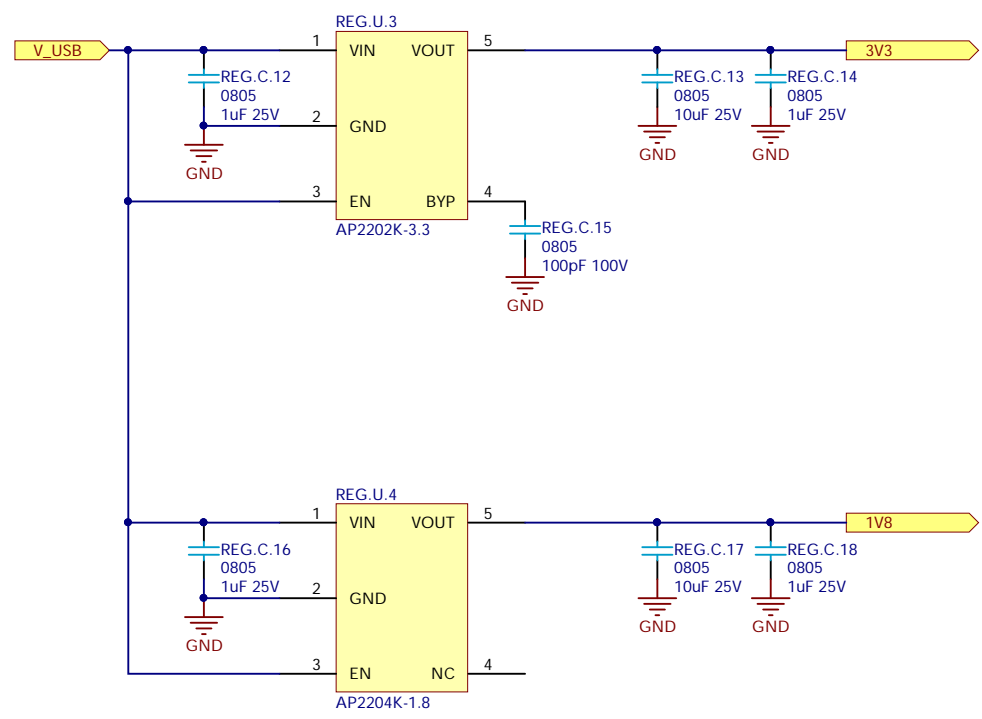 REG.U.3
V_USB
1
VIN
VOUT
5
3V3
REG.C.12
0805
1uF 25V
REG.C.13
0805
10uF 25V
REG.C.14
0805
1uF 25V
2
GND
GND
GND
GND
3
EN
BYP
4
AP2202K-3.3
REG.C.15
0805
100pF 100V
GND
REG.U.4
1
VIN
VOUT
5
1V8
REG.C.16
0805
1uF 25V
REG.C.17
0805
10uF 25V
REG.C.18
0805
1uF 25V
2
GND
GND
GND
GND
3
EN
NC
4
AP2204K-1.8